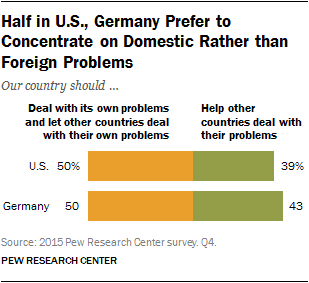 Half in U.S., Germany Prefer to
Concentrate on Domestic Rather than
Foreign Problems
Our country should ...
Deal with its own problems
and let other countries deal
with their own problems
Help other
countries deal with
their problems
U.S. 50% 39%
Germany 50 43
Source: 2015 Pew Research Center survey. Q4.
PEW RESEARCH CENTER